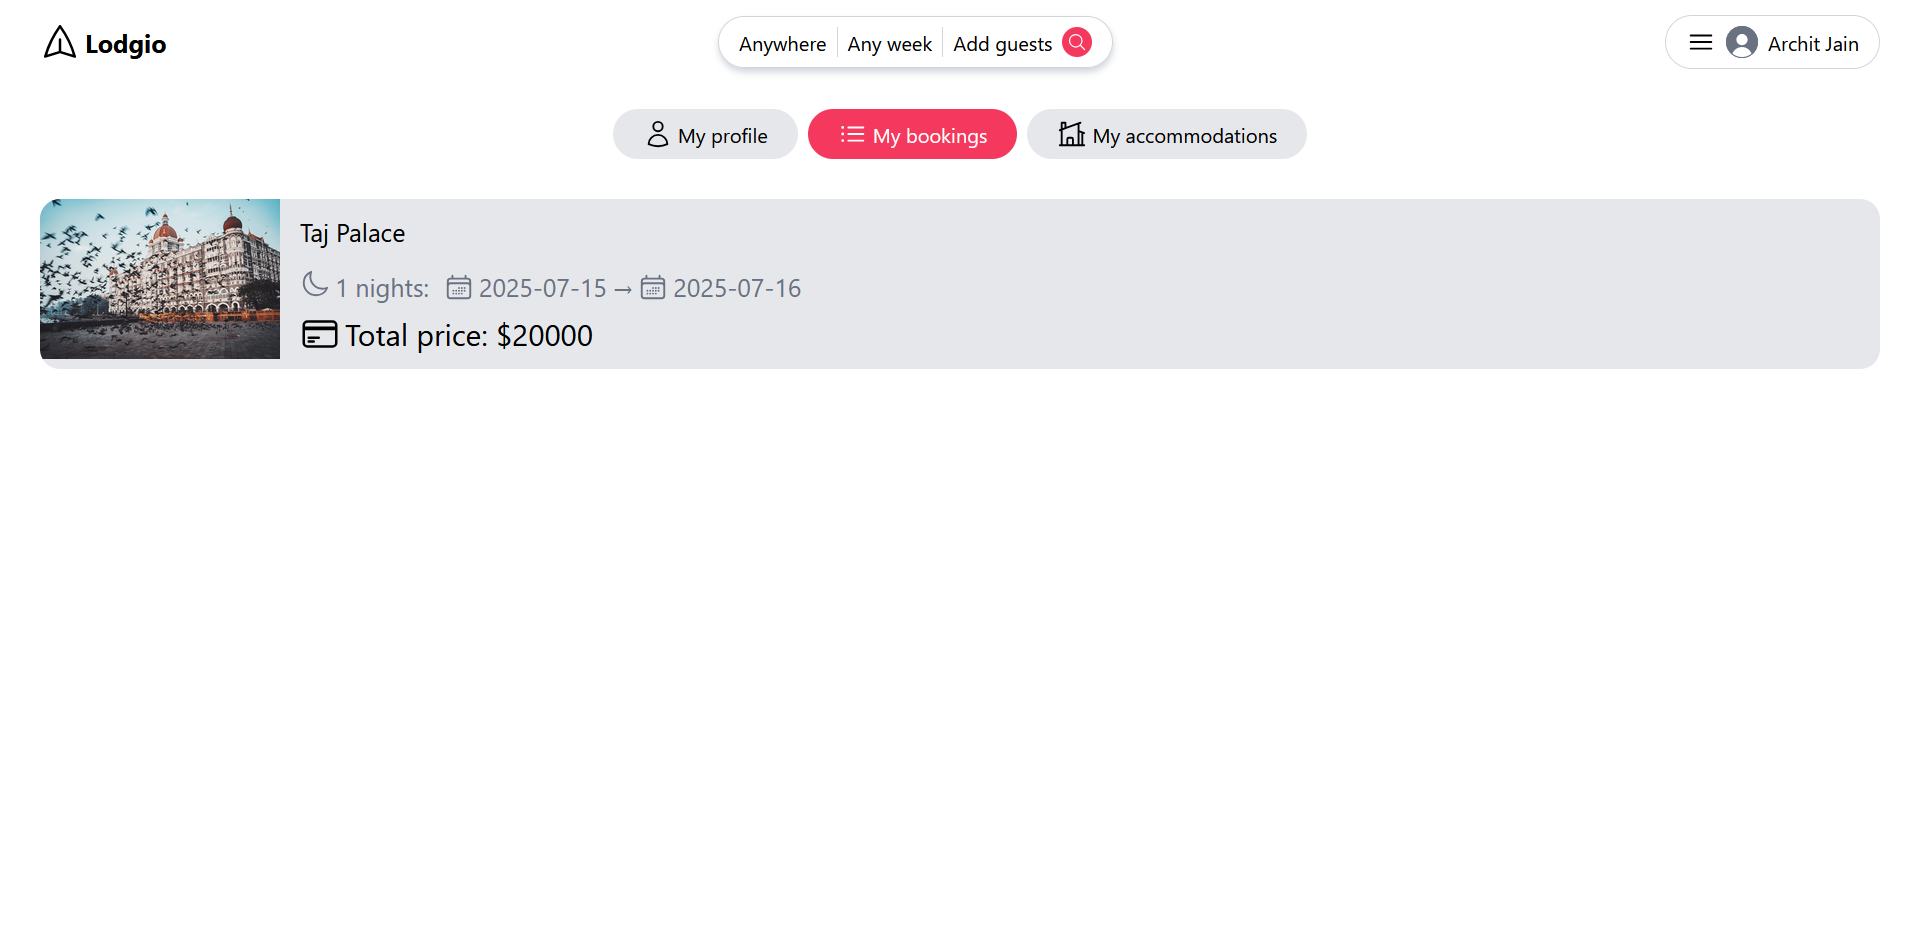 Lodgio
Anywhere Any week Add guests
Archit Jain
My profile
My bookings
My accommodations
Taj Palace
1 nights: 2025-07-15 → 2025-07-16
Total price: $20000